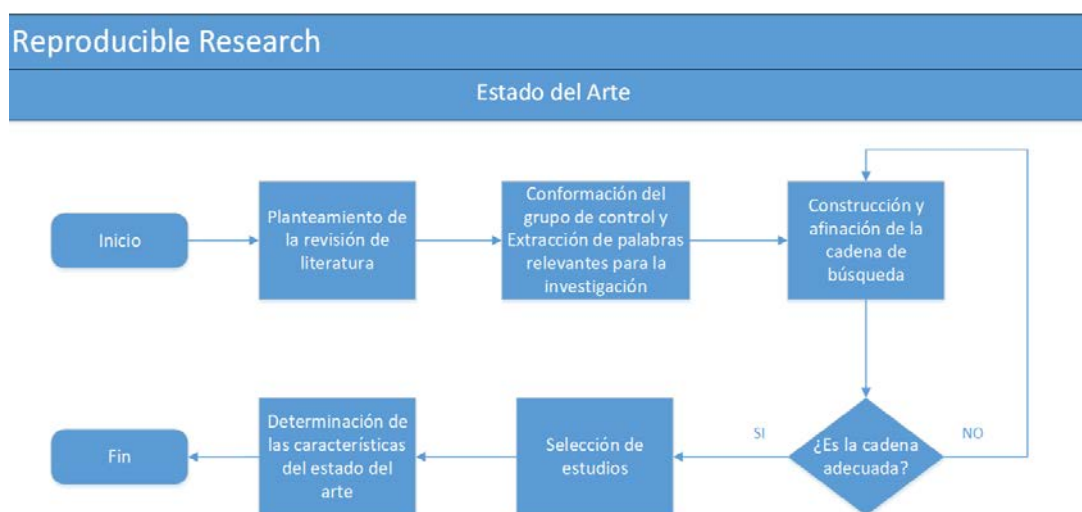 Reproducible Research
Estado del Arte
Inicio
Planteamiento de
la revisión de
literatura
Conformación del
grupo de control y
Extracción de palabras
relevantes para la
investigación
Construcción y
afinación de la
cadena de
búsqueda
¿Es la cadena
adecuada?
SI
NO
Selección de
estudios
Determinación de
las características
del estado del
arte
Fin